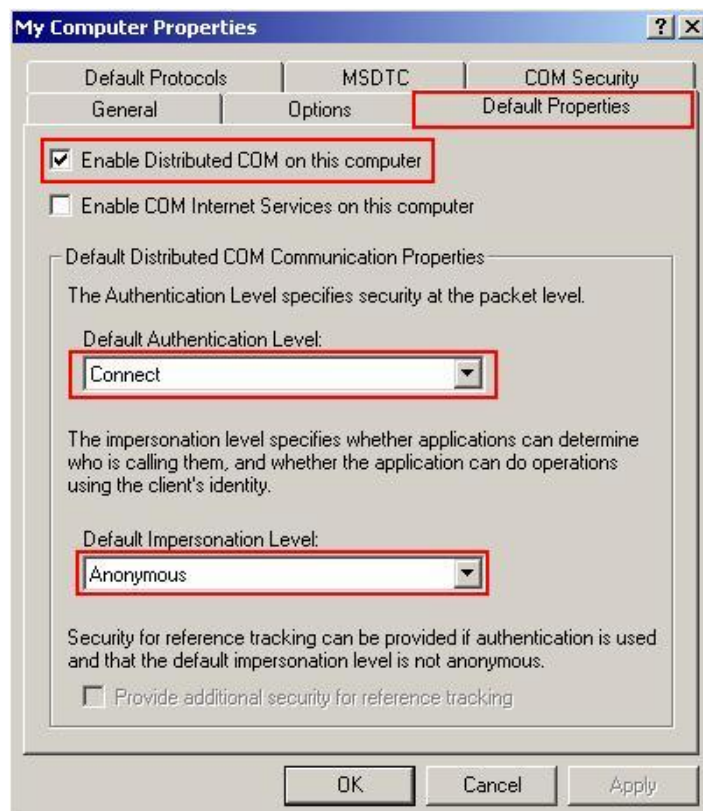 My Computer Properties
Default Protocols MSDTC COM Security
General Options Default Properties
Enable Distributed COM on this computer
Enable COM Internet Services on this computer
Default Distributed COM Communication Properties
The Authentication Level specifies security at the packet level.
Default Authentication Level:
Connect
The impersonation level specifies whether applications can determine
who is calling them, and whether the application can do operations
using the client's identity.
Default Impersonation Level:
Anonymous
Security for reference tracking can be provided if authentication is used
and that the default impersonation level is not anonymous.
Provide additional security for reference tracking
OK Cancel Apply